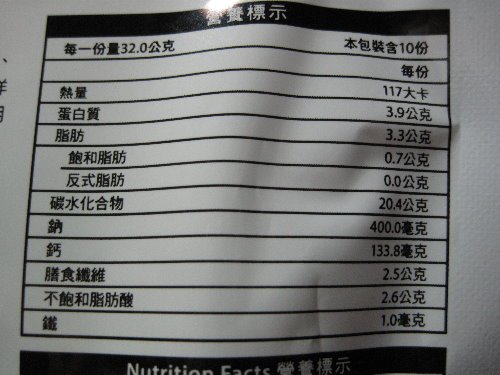 營養標示
每一份量32.0公克 本包裝含10份
每份
熱量 117大卡
蛋白質 3.9公克
脂肪 3.3公克
飽和脂肪 0.7公克
反式脂肪 0.0公克
碳水化合物 20.4公克
鈉 400.0毫克
鈣 133.8毫克
膳食纖維 2.5公克
不飽和脂肪酸 2.6公克
鐵 1.0毫克
Nutrition Facts 營養標示